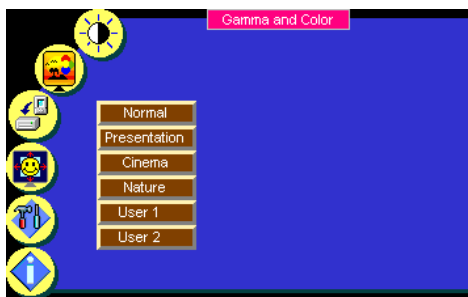 Gamma and Color
Normal
Presentation
Cinema
Nature
User 1
User 2